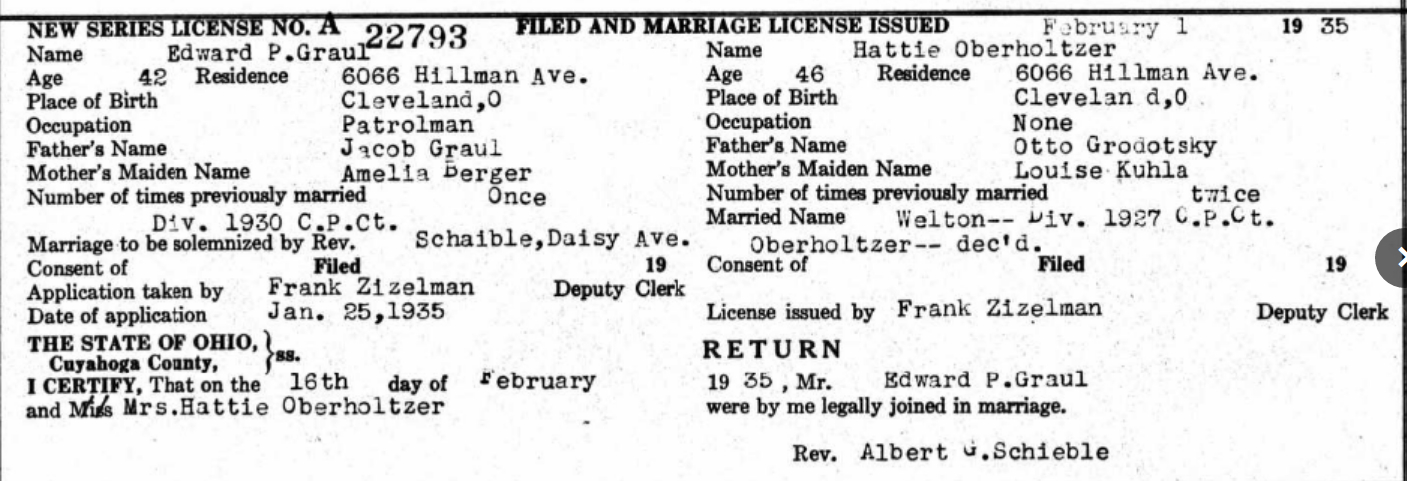 NEW SERIES LICENSE NO. A 22793 FILED AND MARRIAGE LICENSE ISSUED February 1 19 35
Name Edward P.Graul
Age 42 Residence 6066 Hillman Ave.
Place of Birth Cleveland,O
Occupation Patrolman
Father's Name Jacob Graul
Mother's Maiden Name Amelia Berger
Number of times previously married Once
Div. 1930 C.P.Ct.
Marriage to be solemnized by Rev. Schaible,Daisy Ave.
Consent of Filed 19
Application taken by Frank Zizelman Deputy Clerk
Date of application Jan. 25,1935
Name Hattie Oberholtzer
Age 46 Residence 6066 Hillman Ave.
Place of Birth Clevelan d,O
Occupation None
Father's Name Otto Grodotsky
Mother's Maiden Name Louise Kuhla
Number of times previously married twice
Married Name Welton-- Div. 1927 C.P.Ct.
Oberholtzer-- dec'd.
Consent of Filed 19
License issued by Frank Zizelman Deputy Clerk
THE STATE OF OHIO,
Cuyahoga County, } ss.
RETURN
I CERTIFY, That on the 16th day of February 19 35 , Mr. Edward P.Graul
and Miss Mrs.Hattie Oberholtzer were by me legally joined in marriage.
Rev. Albert G.Schieble